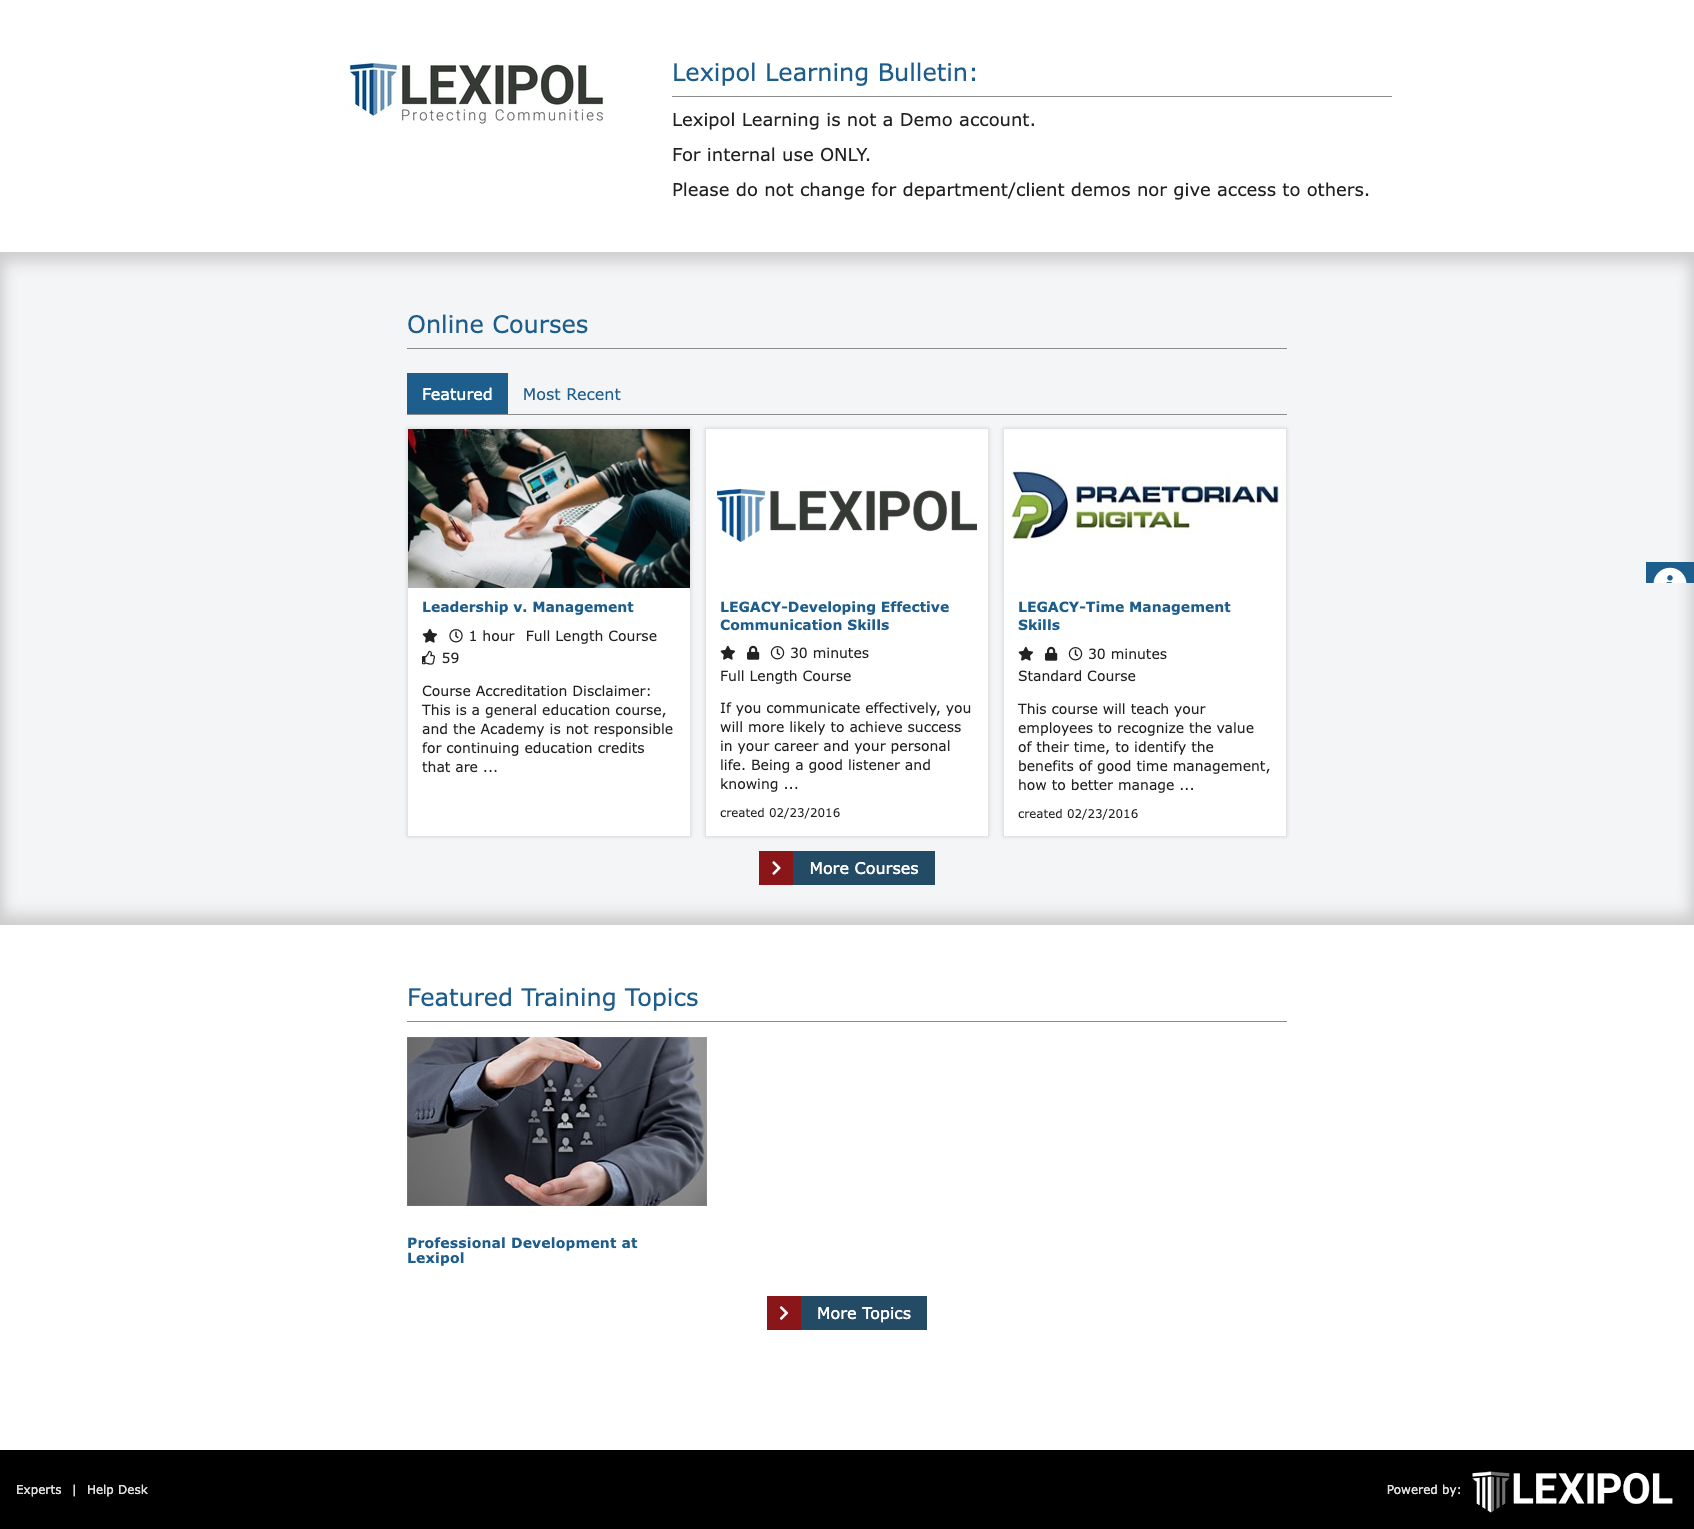 LEXIPOL
Protecting Communities
Lexipol Learning Bulletin:
Lexipol Learning is not a Demo account.
For internal use ONLY.
Please do not change for department/client demos nor give access to others.
Online Courses
Featured
Most Recent
Leadership v. Management
1 hour Full Length Course
59
Course Accreditation Disclaimer:
This is a general education course,
and the Academy is not responsible
for continuing education credits
that are ...
LEXIPOL
LEGACY-Developing Effective
Communication Skills
30 minutes
Full Length Course
If you communicate effectively, you
will more likely to achieve success
in your career and your personal
life. Being a good listener and
knowing ...
created 02/23/2016
PRAETORIAN
DIGITAL
LEGACY-Time Management
Skills
30 minutes
Standard Course
This course will teach your
employees to recognize the value
of their time, to identify the
benefits of good time management,
how to better manage ...
created 02/23/2016
More Courses
Featured Training Topics
Professional Development at
Lexipol
More Topics
Experts | Help Desk
Powered by: LEXIPOL